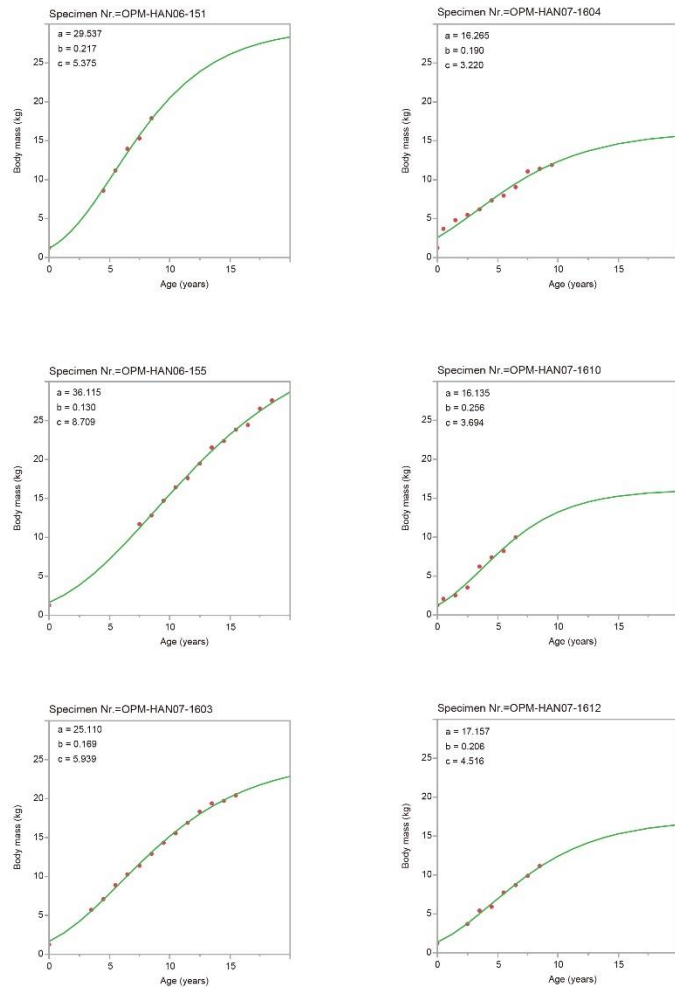 Specimen Nr.=OPM-HAN06-151
a = 29.537
b = 0.217
c = 5.375
25
20
15
10
5
0
Body mass (kg)
0 5 10 15
Age (years)
Specimen Nr.=OPM-HAN07-1604
a = 16.265
b = 0.190
c = 3.220
25
20
15
10
5
0
Body mass (kg)
0 5 10 15
Age (years)
Specimen Nr.=OPM-HAN06-155
a = 36.115
b = 0.130
c = 8.709
25
20
15
10
5
0
Body mass (kg)
0 5 10 15
Age (years)
Specimen Nr.=OPM-HAN07-1610
a = 16.135
b = 0.256
c = 3.694
25
20
15
10
5
0
Body mass (kg)
0 5 10 15
Age (years)
Specimen Nr.=OPM-HAN07-1603
a = 25.110
b = 0.169
c = 5.939
25
20
15
10
5
0
Body mass (kg)
0 5 10 15
Age (years)
Specimen Nr.=OPM-HAN07-1612
a = 17.157
b = 0.206
c = 4.516
25
20
15
10
5
0
Body mass (kg)
0 5 10 15
Age (years)